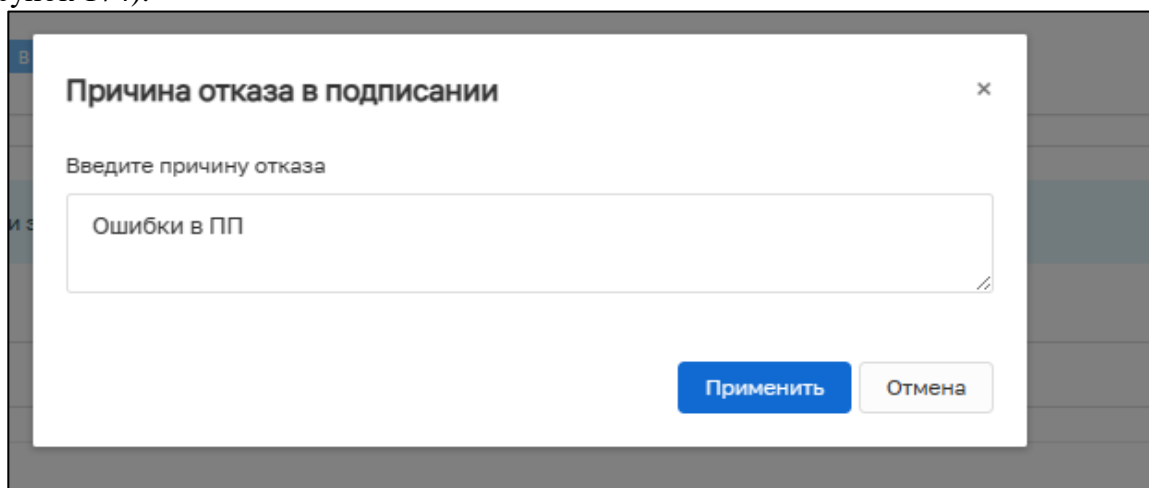 В
Причина отказа в подписании
×
Введите причину отказа
Ошибки в ПП
Применить Отмена